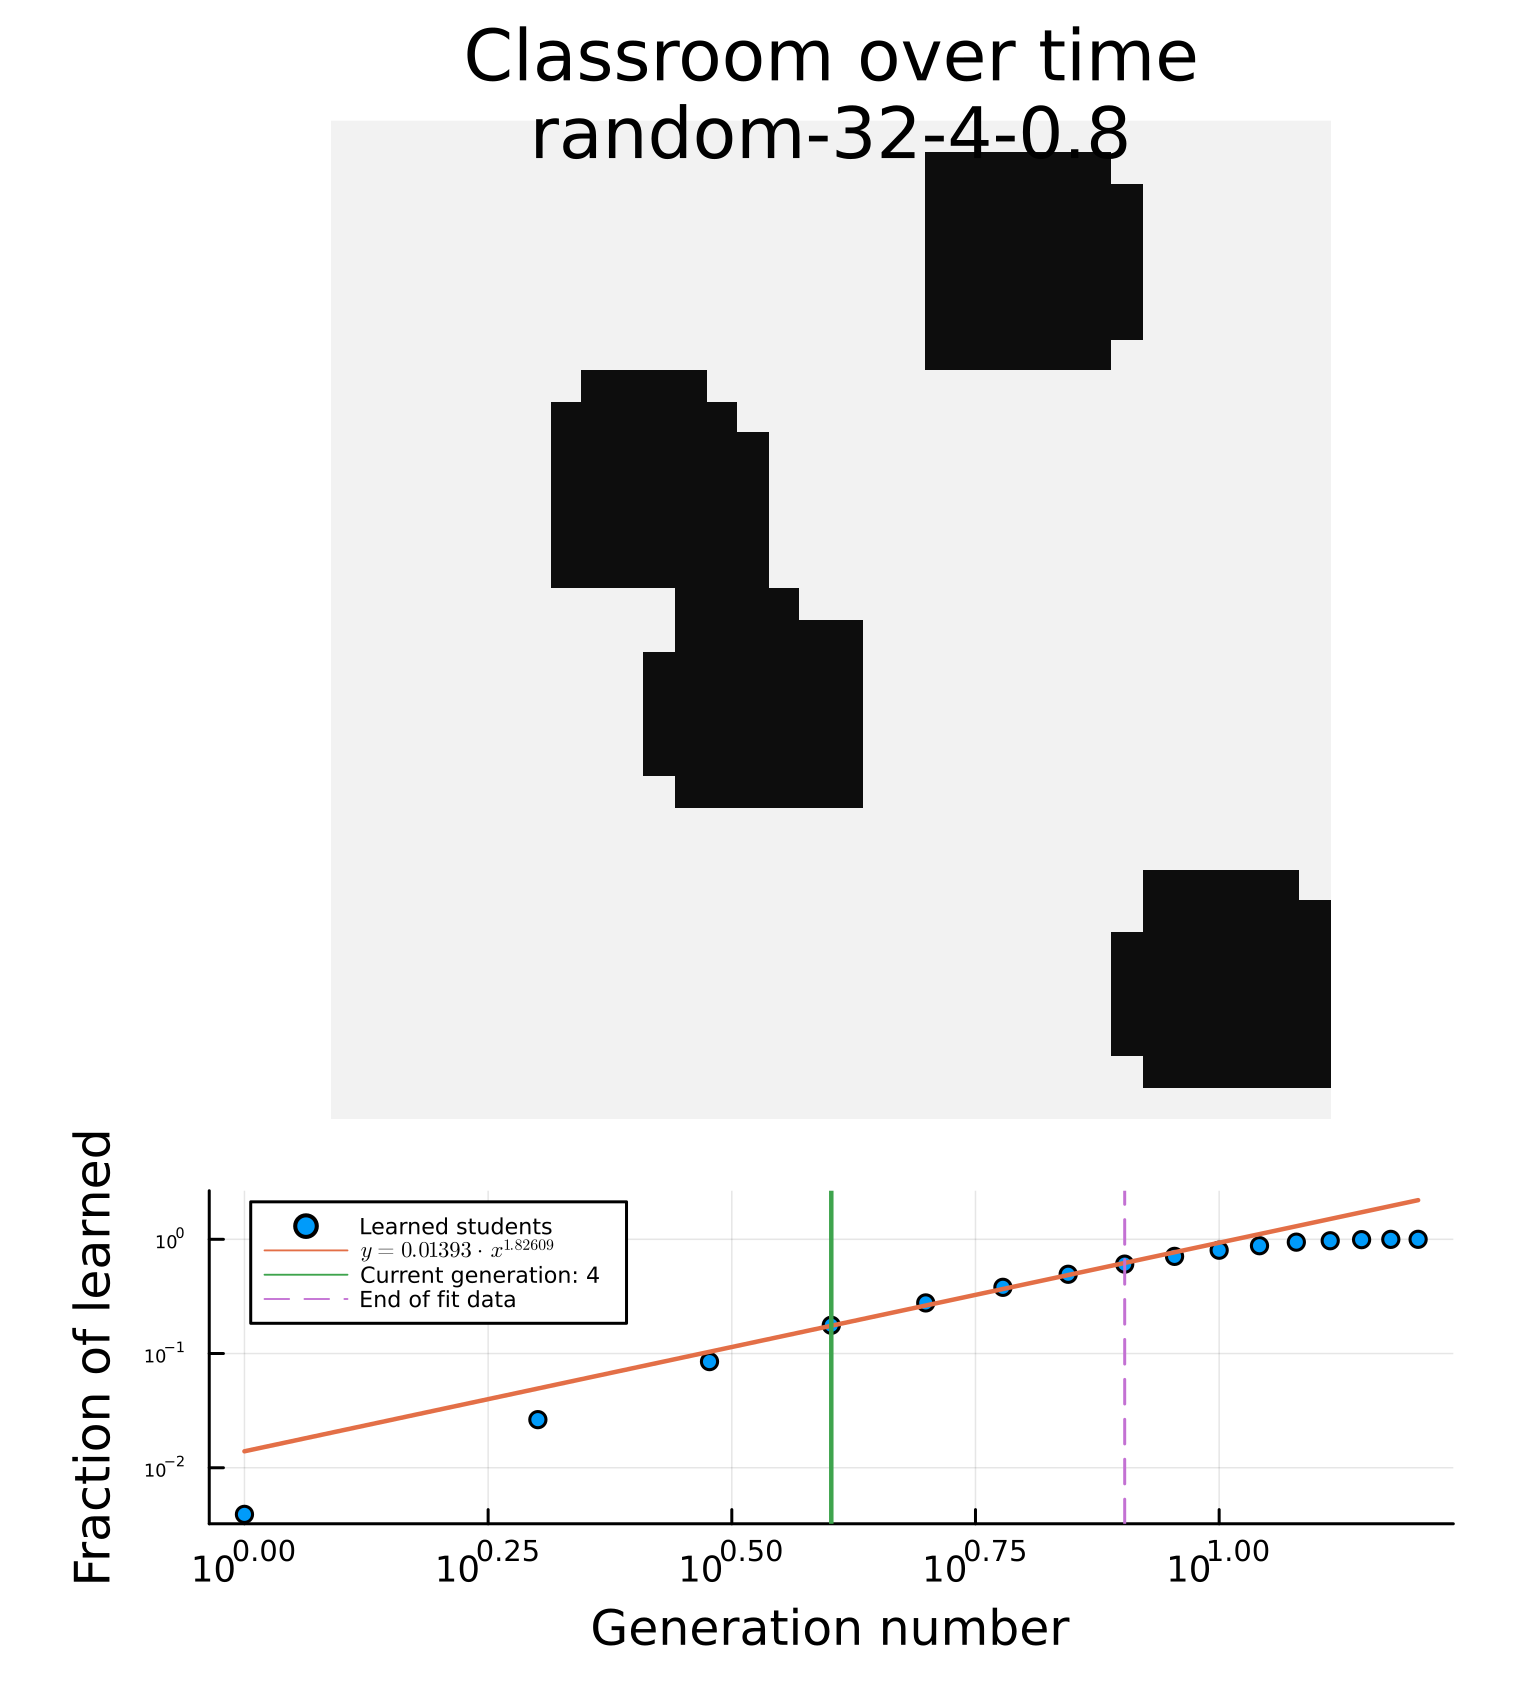 Classroom over time
random-32-4-0.8
Fraction of learned
10⁰
10⁻¹
10⁻²
Learned students
y = 0.01393 · x^1.82609
Current generation: 4
End of fit data
10^0.00 10^0.25 10^0.50 10^0.75 10^1.00
Generation number